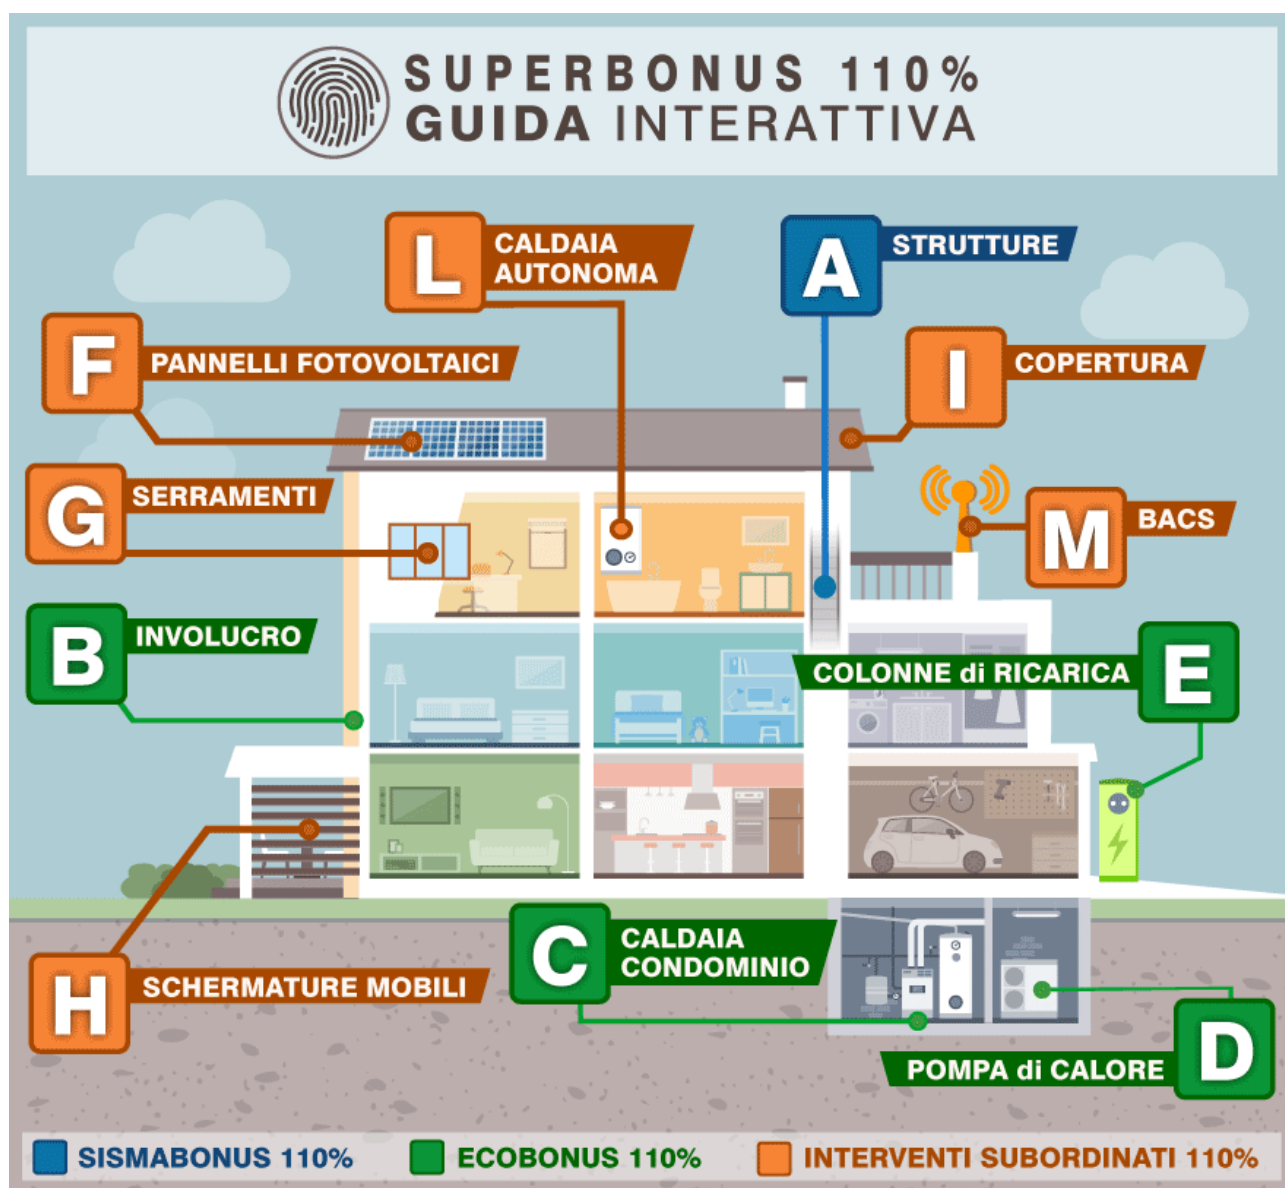 SUPERBONUS 110%
GUIDA INTERATTIVA
L
CALDAIA
AUTONOMA
A
STRUTTURE
F
PANNELLI FOTOVOLTAICI
I
COPERTURA
G
SERRAMENTI
M
BACS
B
INVOLUCRO
COLONNE di RICARICA
E
C
CALDAIA
CONDOMINIO
H
SCHERMATURE MOBILI
POMPA di CALORE
D
SISMABONUS 110%
ECOBONUS 110%
INTERVENTI SUBORDINATI 110%